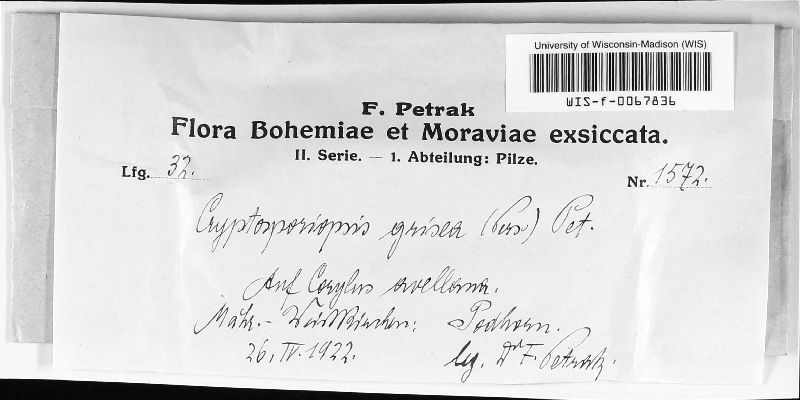 University of Wisconsin-Madison (WIS)
WIS-f-0067836
F. Petrak
Flora Bohemiae et Moraviae exsiccata.
II. Serie. — 1. Abteilung: Pilze.
Lfg. 32.
Nr. 1572.
Cryptosporiopsis grisea (Pers) Pet.
Auf Corylus avellana.
Mähr.-Weisskirchen: Podhorn.
26. IV. 1922.
lg. Dr F. Petrak.